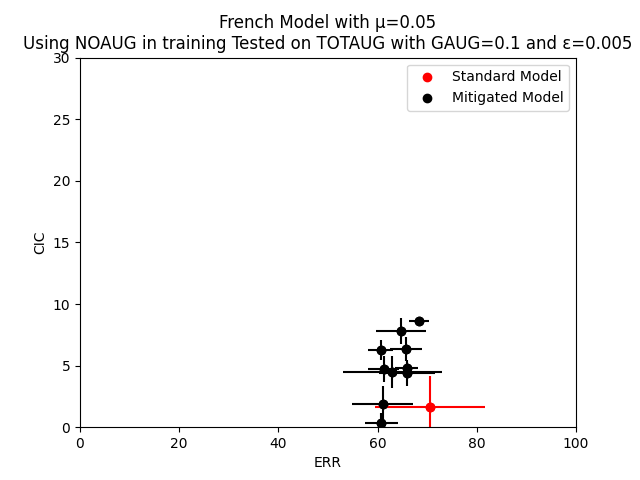 French Model with μ=0.05
Using NOAUG in training Tested on TOTAUG with GAUG=0.1 and ε=0.005
Standard Model
Mitigated Model
30
25
20
15
10
5
0
CIC
0 20 40 60 80 100
ERR